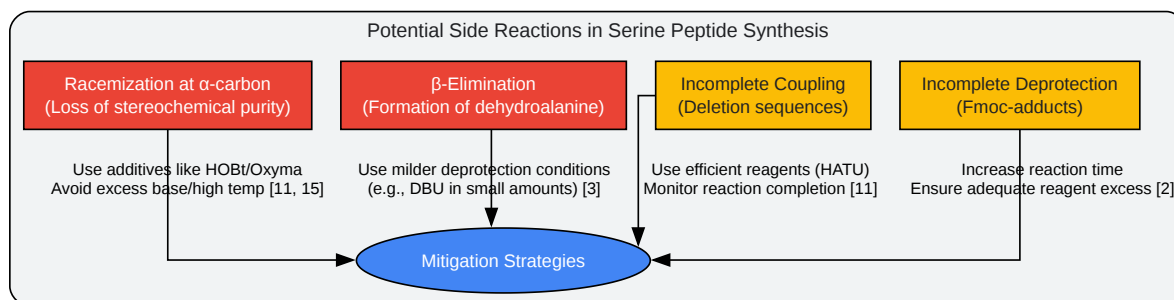 Potential Side Reactions in Serine Peptide Synthesis
Racemization at α-carbon
(Loss of stereochemical purity)
β-Elimination
(Formation of dehydroalanine)
Incomplete Coupling
(Deletion sequences)
Incomplete Deprotection
(Fmoc-adducts)
Use additives like HOBt/Oxyma
Avoid excess base/high temp [11, 15]
Use milder deprotection conditions
(e.g., DBU in small amounts) [3]
Use efficient reagents (HATU)
Monitor reaction completion [11]
Increase reaction time
Ensure adequate reagent excess [2]
Mitigation Strategies